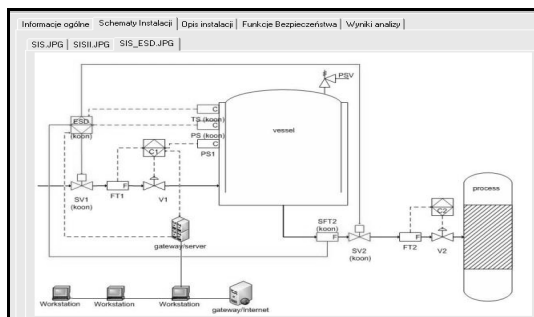 Informacje ogólne Schematy Instalacji Opis instalacji Funkcje Bezpieczeństwa Wyniki analizy
SIS.JPG SISII.JPG SIS_ESD.JPG
PSV
C
ESD
(koon)
TS (koon)
C
vessel
PS (koon)
C1
C
PS1
process
SV1
(koon)
FT1
F
V1
C2
SFT2
(koon)
F
F
gateway/server
SV2
(koon)
FT2
V2
Workstation
Workstation
Workstation
gateway/Internet